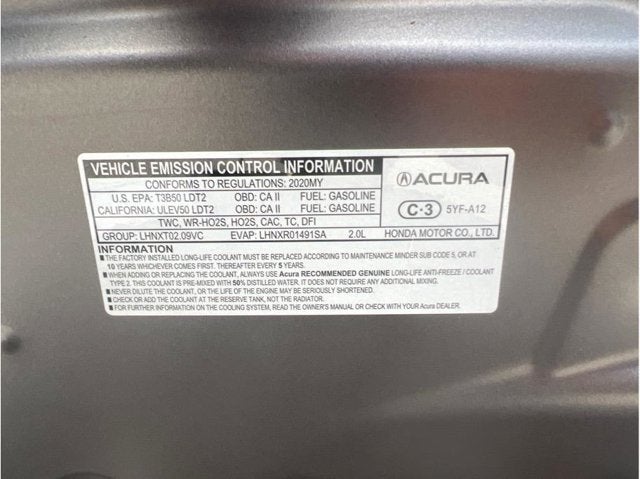 VEHICLE EMISSION CONTROL INFORMATION
CONFORMS TO REGULATIONS: 2020MY
U.S. EPA: T3B50 LDT2 OBD: CA II FUEL: GASOLINE
CALIFORNIA: ULEV50 LDT2 OBD: CA II FUEL: GASOLINE
TWC, WR-HO2S, HO2S, CAC, TC, DFI
GROUP: LHNXT02.09VC EVAP: LHNXR01491SA 2.0L
ACURA
C-3 5YF-A12
HONDA MOTOR CO., LTD.
INFORMATION
■ THE FACTORY INSTALLED LONG-LIFE COOLANT MUST BE REPLACED ACCORDING TO MAINTENANCE MINDER SUB CODE 5, OR AT
10 YEARS WHICHEVER COMES FIRST. THEREAFTER EVERY 5 YEARS.
■ WHEN ADDING OR REPLACING THE COOLANT, ALWAYS USE Acura RECOMMENDED GENUINE LONG-LIFE ANTI-FREEZE / COOLANT
TYPE 2. THIS COOLANT IS PRE-MIXED WITH 50% DISTILLED WATER. IT DOES NOT REQUIRE ANY ADDITIONAL MIXING.
■ NEVER DILUTE THE COOLANT, OR THE LIFE OF THE ENGINE MAY BE SERIOUSLY SHORTENED.
■ CHECK OR ADD THE COOLANT AT THE RESERVE TANK, NOT THE RADIATOR.
■ FOR FURTHER INFORMATION ON THE COOLING SYSTEM, READ THE OWNER'S MANUAL OR CHECK WITH YOUR Acura DEALER.